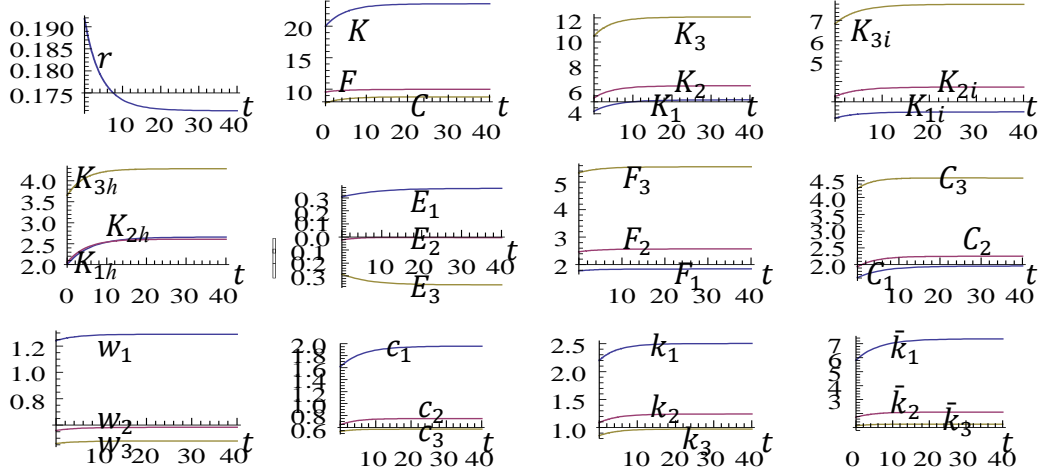 0.190
0.185
0.180
0.175
r
10 20 30 40
t
20
15
10
K
F
C
0 10 20 30 40
t
12
10
8
6
4
K₃
K₂
K₁
0 10 20 30 40
t
7
6
5
K₃ᵢ
K₂ᵢ
K₁ᵢ
0 10 20 30 40
t
4.0
3.5
3.0
2.5
2.0
K₃ₕ
K₂ₕ
K₁ₕ
0 10 20 30 40
t
0.3
0.2
0.1
0.0
0.1
0.2
0.3
E₁
E₂
E₃
10 20 30 40
t
5
4
3
2
F₃
F₂
F₁
10 20 30 40
t
4.5
4.0
3.5
3.0
2.5
2.0
C₃
C₂
C₁
10 20 30 40
t
1.2
1.0
0.8
w₁
w₂
w₃
10 20 30 40
t
2.0
1.8
1.6
1.4
1.2
1.0
0.8
0.6
c₁
c₂
c₃
10 20 30 40
t
2.5
2.0
1.5
1.0
k₁
k₂
k₃
10 20 30 40
t
7
6
5
4
3
k̄₁
k̄₂
k̄₃
0 10 20 30 40
t